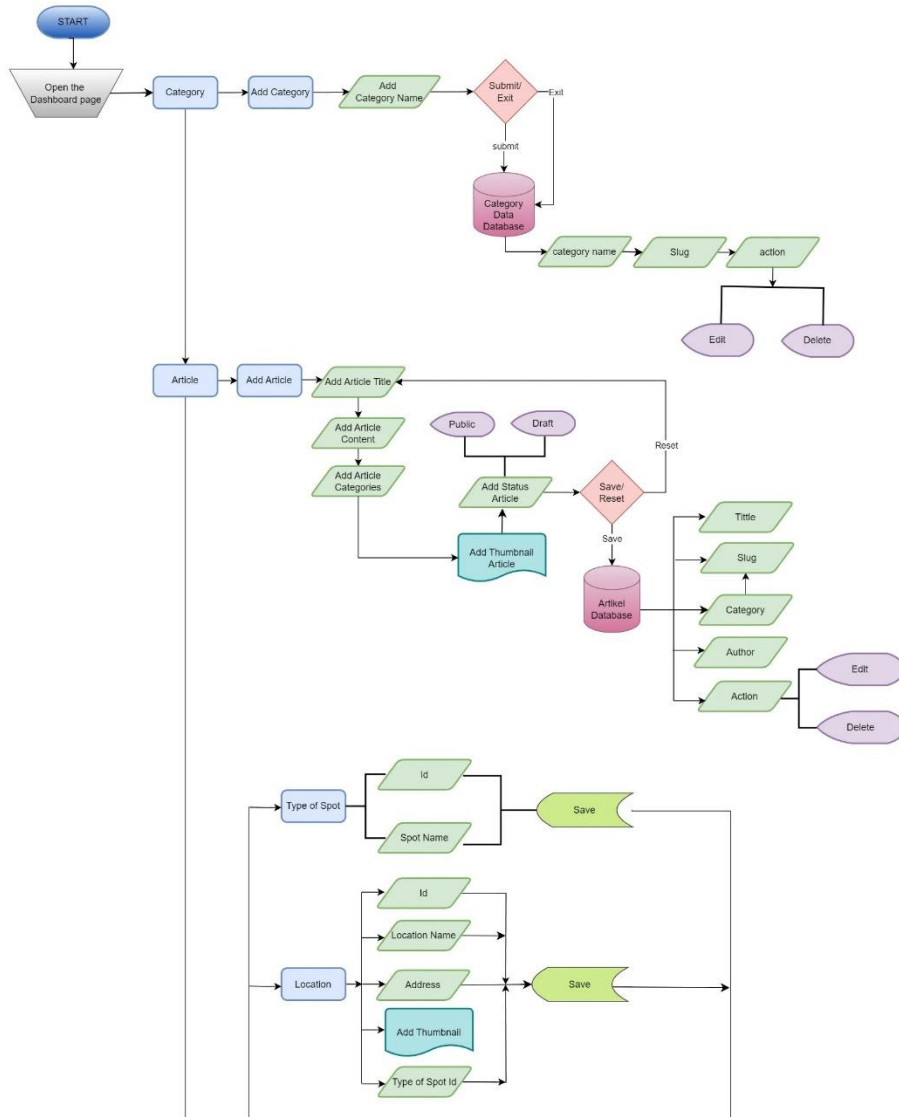 START
Open the
Dashboard page
Category
Add Category
Add
Category Name
Submit/
Exit
Exit
submit
Category
Data
Database
category name
Slug
action
Edit
Delete
Article
Add Article
Add Article Title
Add Article
Content
Add Article
Categories
Public
Draft
Add Status
Article
Save/
Reset
Reset
Save
Add Thumbnail
Article
Artikel
Database
Tittle
Slug
Category
Author
Action
Edit
Delete
Type of Spot
Id
Spot Name
Save
Location
Id
Location Name
Address
Add Thumbnail
Type of Spot Id
Save